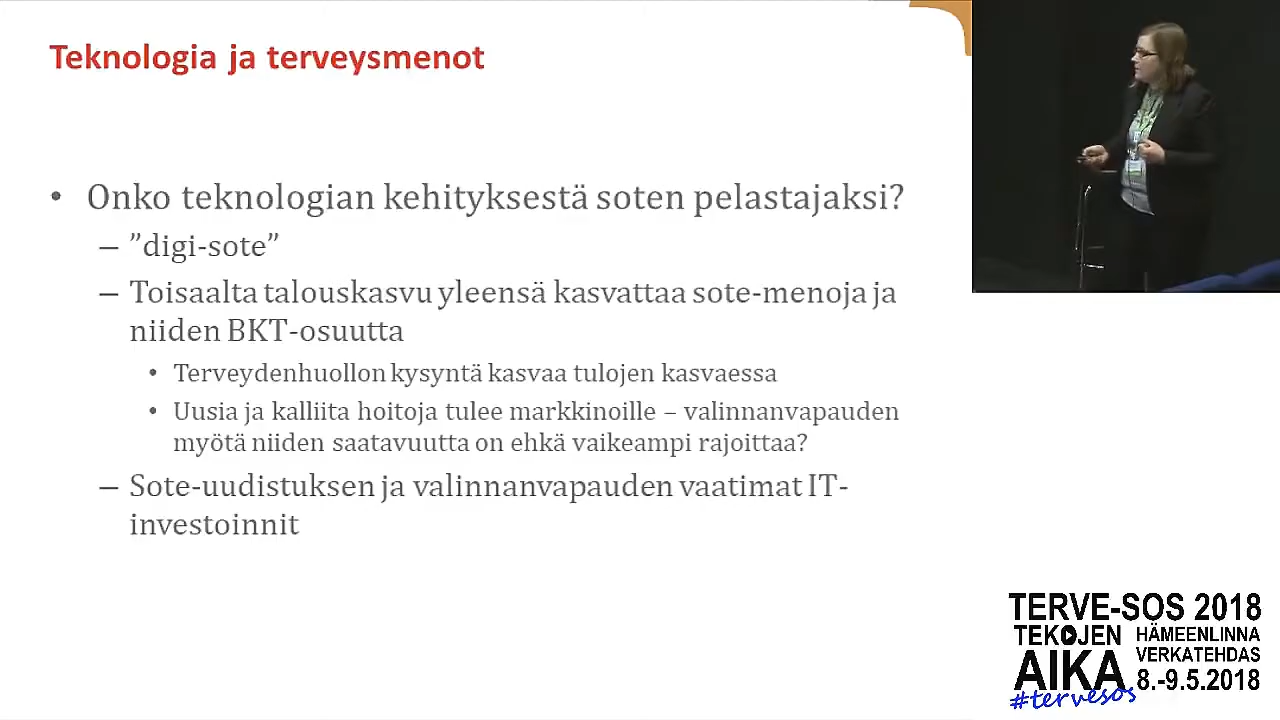 Teknologia ja terveysmenot
• Onko teknologian kehityksestä soten pelastajaksi?
– ”digi-sote”
– Toisaalta talouskasvu yleensä kasvattaa sote-menoja ja
niiden BKT-osuutta
• Terveydenhuollon kysyntä kasvaa tulojen kasvaessa
• Uusia ja kalliita hoitoja tulee markkinoille – valinnanvapauden
myötä niiden saatavuutta on ehkä vaikeampi rajoittaa?
– Sote-uudistuksen ja valinnanvapauden vaatimat IT-
investoinnit
TERVE-SOS 2018
TEKOJEN
AIKA
#tervesos
HÄMEENLINNA
VERKATEHDAS
8.-9.5.2018